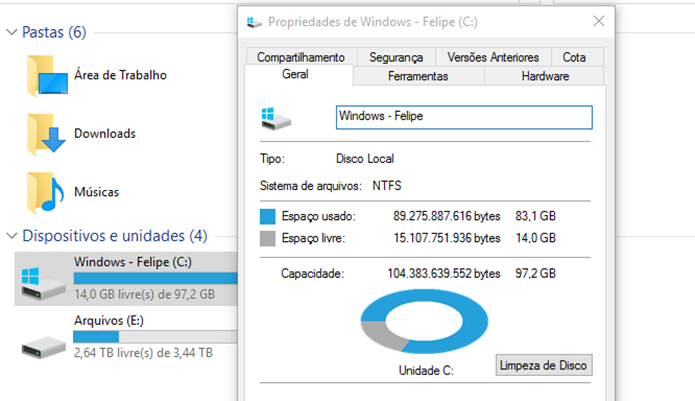 Pastas (6)
Área de Trabalho
Downloads
Músicas
Dispositivos e unidades (4)
Windows - Felipe (C:)
14,0 GB livre(s) de 97,2 GB
Arquivos (E:)
2,64 TB livre(s) de 3,44 TB
Propriedades de Windows - Felipe (C:)
Compartilhamento Segurança Versões Anteriores Cota
Geral Ferramentas Hardware
Windows - Felipe
Tipo: Disco Local
Sistema de arquivos: NTFS
Espaço usado: 89.275.887.616 bytes 83,1 GB
Espaço livre: 15.107.751.936 bytes 14,0 GB
Capacidade: 104.383.639.552 bytes 97,2 GB
Unidade C: Limpeza de Disco